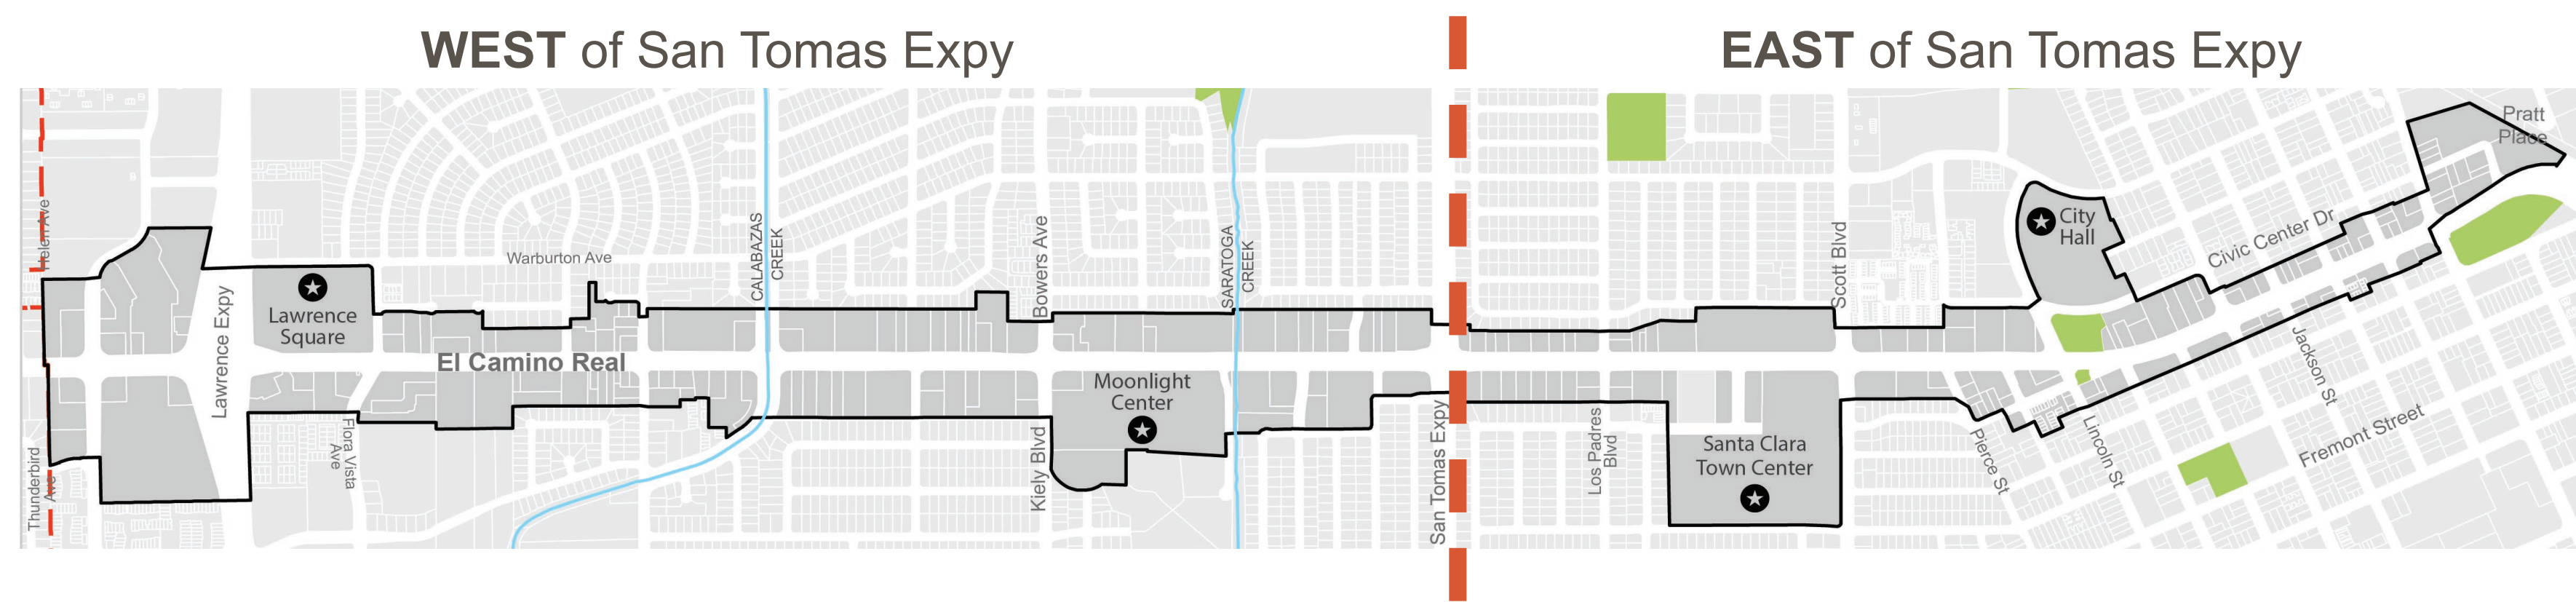 WEST of San Tomas Expy
EAST of San Tomas Expy
Helen Ave
Thunderbird
Ave
Lawrence Expy
Lawrence
Square
Flora Vista
Ave
El Camino Real
Warburton Ave
CALABAZAS
CREEK
Bowers Ave
Kiely Blvd
Moonlight
Center
SARATOGA
CREEK
San Tomas Expy
Los Padres
Blvd
Santa Clara
Town Center
Scott Blvd
City
Hall
Civic Center Dr
Pratt
Place
Pierce St
Lincoln St
Jackson St
Fremont Street